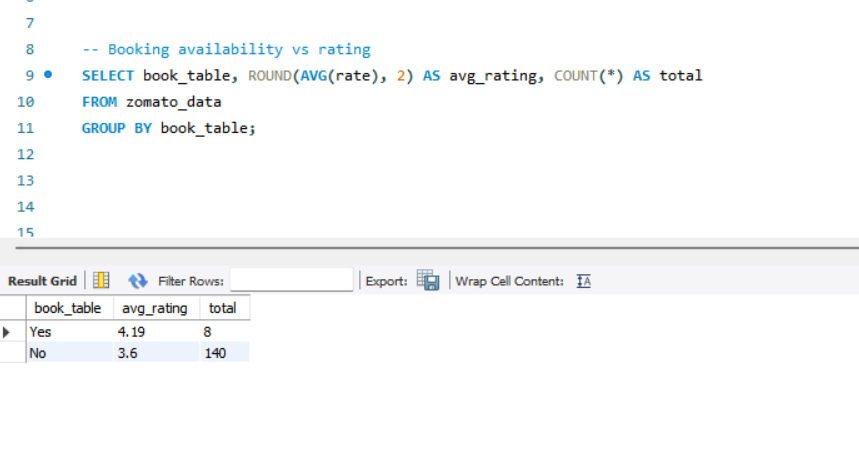 7
8 -- Booking availability vs rating
9 SELECT book_table, ROUND(AVG(rate), 2) AS avg_rating, COUNT(*) AS total
10 FROM zomato_data
11 GROUP BY book_table;
12
13
14
15
Result Grid Filter Rows: Export: Wrap Cell Content: IA
book_table avg_rating total
Yes 4.19 8
No 3.6 140